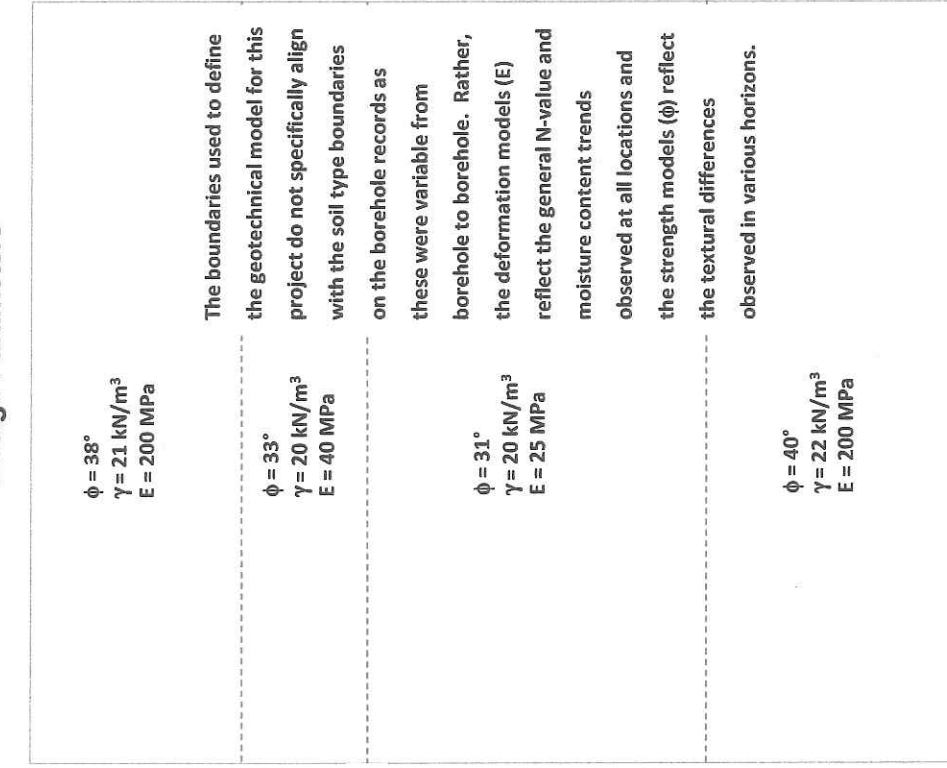 ϕ = 38°
γ = 21 kN/m³
E = 200 MPa
ϕ = 33°
γ = 20 kN/m³
E = 40 MPa
ϕ = 31°
γ = 20 kN/m³
E = 25 MPa
ϕ = 40°
γ = 22 kN/m³
E = 200 MPa
The boundaries used to define
the geotechnical model for this
project do not specifically align
with the soil type boundaries
on the borehole records as
these were variable from
borehole to borehole. Rather,
the deformation models (E)
reflect the general N-value and
moisture content trends
observed at all locations and
the strength models (ϕ) reflect
the textural differences
observed in various horizons.